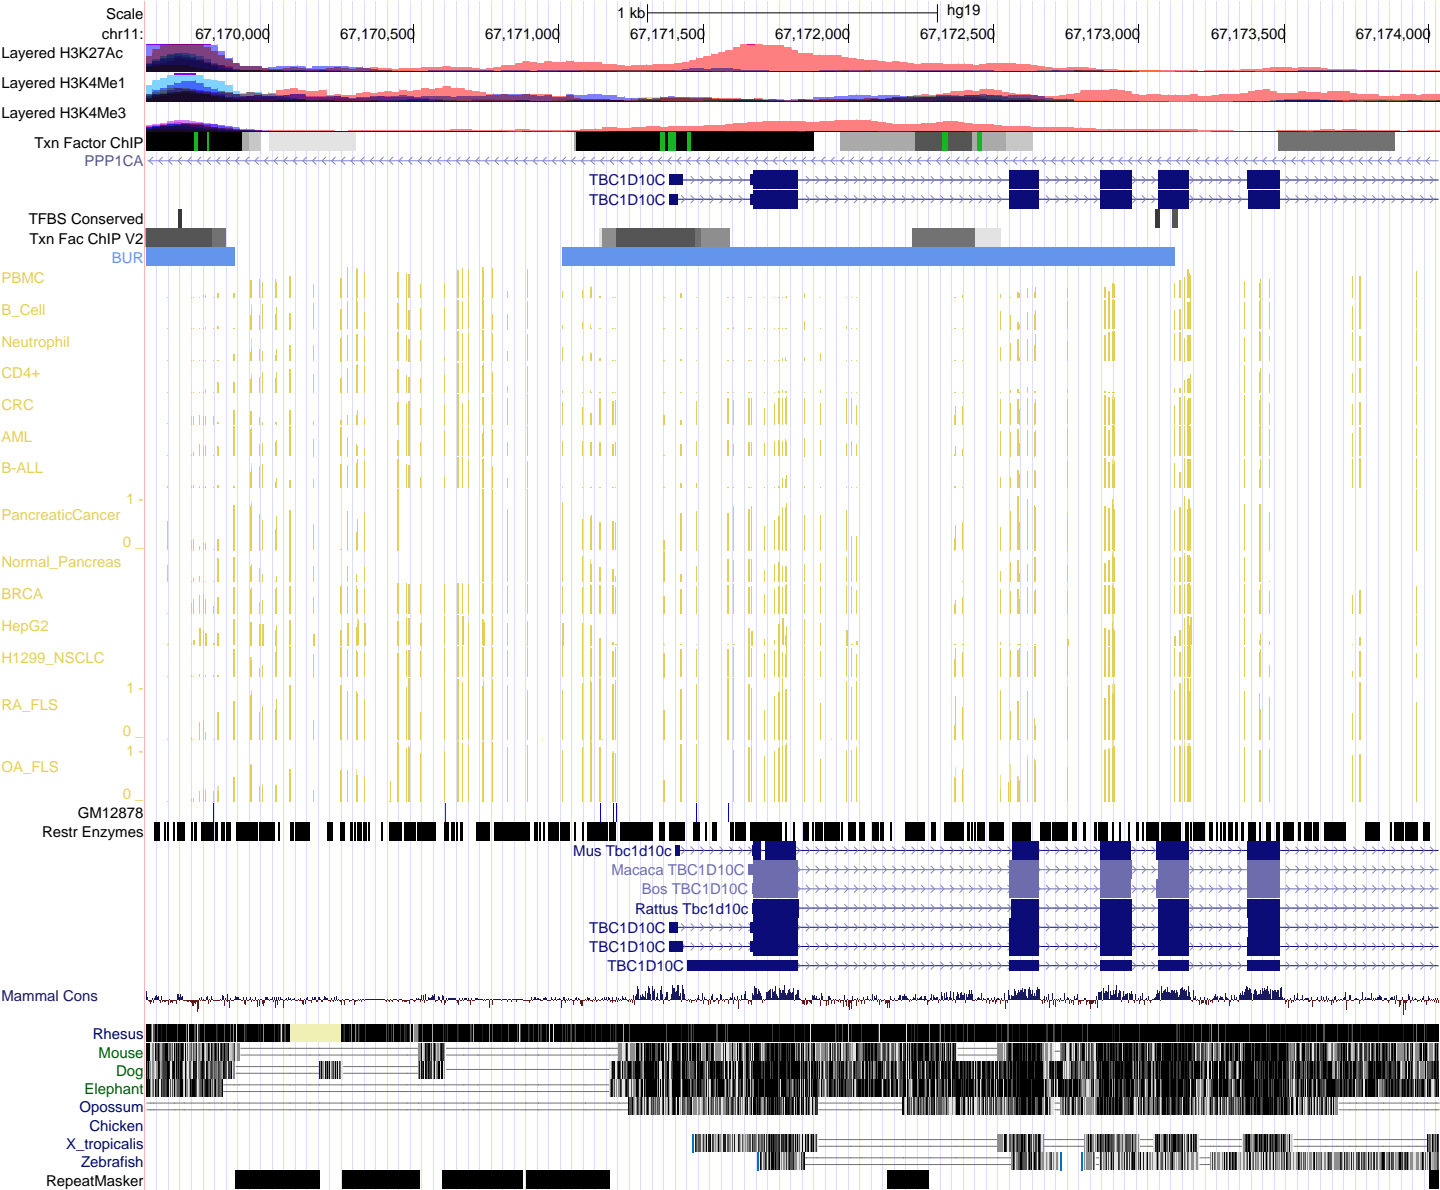 Scale 1 kb hg19
chr11: 67,170,000 67,170,500 67,171,000 67,171,500 67,172,000 67,172,500 67,173,000 67,173,500 67,174,000
Layered H3K27Ac
Layered H3K4Me1
Layered H3K4Me3
Txn Factor ChIP
PPP1CA
TBC1D10C
TBC1D10C
TFBS Conserved
Txn Fac ChIP V2
BUR
PBMC
B_Cell
Neutrophil
CD4+
CRC
AML
B-ALL
1 -
PancreaticCancer
0 _
Normal_Pancreas
BRCA
HepG2
H1299_NSCLC
1 -
RA_FLS
0 _
1 -
OA_FLS
0 _
GM12878
Restr Enzymes
Mus Tbc1d10c
Macaca TBC1D10C
Bos TBC1D10C
Rattus Tbc1d10c
TBC1D10C
TBC1D10C
TBC1D10C
Mammal Cons
Rhesus
Mouse
Dog
Elephant
Opossum
Chicken
X_tropicalis
Zebrafish
RepeatMasker